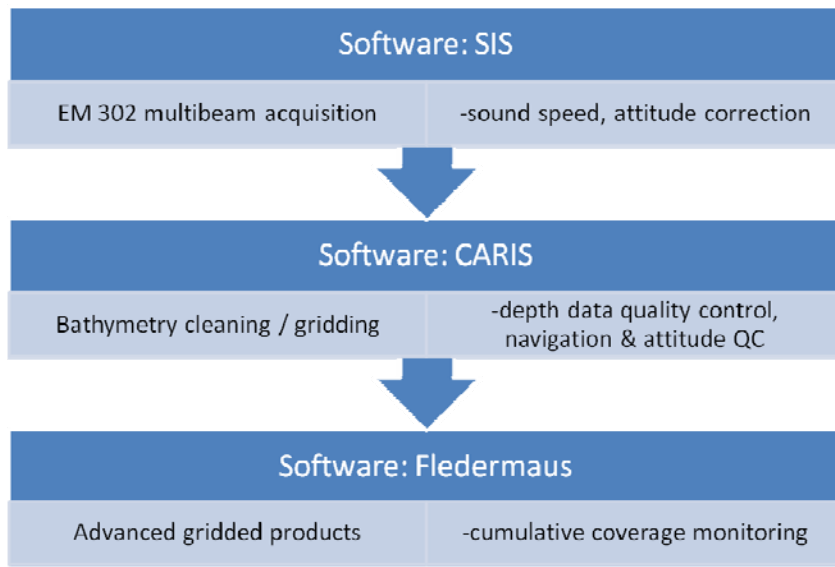 Software: SIS
EM 302 multibeam acquisition
-sound speed, attitude correction
Software: CARIS
Bathymetry cleaning / gridding
-depth data quality control,
navigation & attitude QC
Software: Fledermaus
Advanced gridded products
-cumulative coverage monitoring